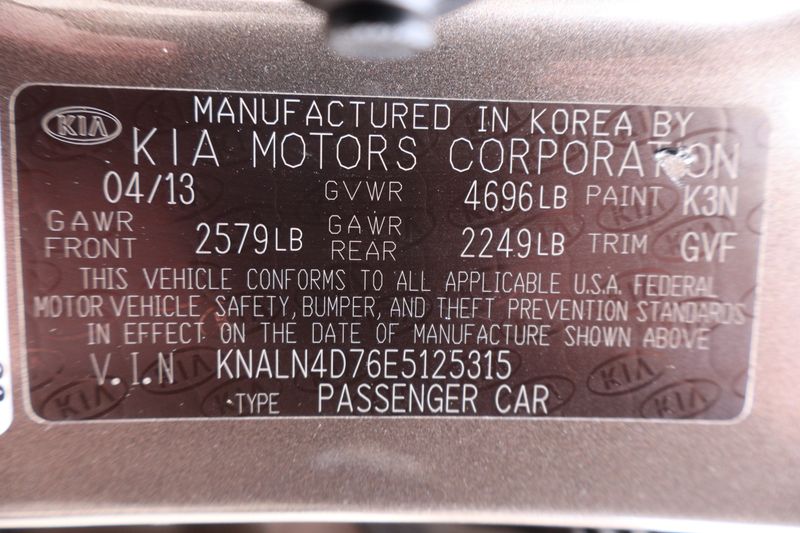 KIA
MANUFACTURED IN KOREA BY
KIA MOTORS CORPORATION
04/13 GVWR 4696LB PAINT K3N
GAWR FRONT 2579LB GAWR REAR 2249LB TRIM GVF
THIS VEHICLE CONFORMS TO ALL APPLICABLE U.S.A. FEDERAL
MOTOR VEHICLE SAFETY, BUMPER, AND THEFT PREVENTION STANDARDS
IN EFFECT ON THE DATE OF MANUFACTURE SHOWN ABOVE
V.I.N KNALN4D76E5125315
TYPE PASSENGER CAR